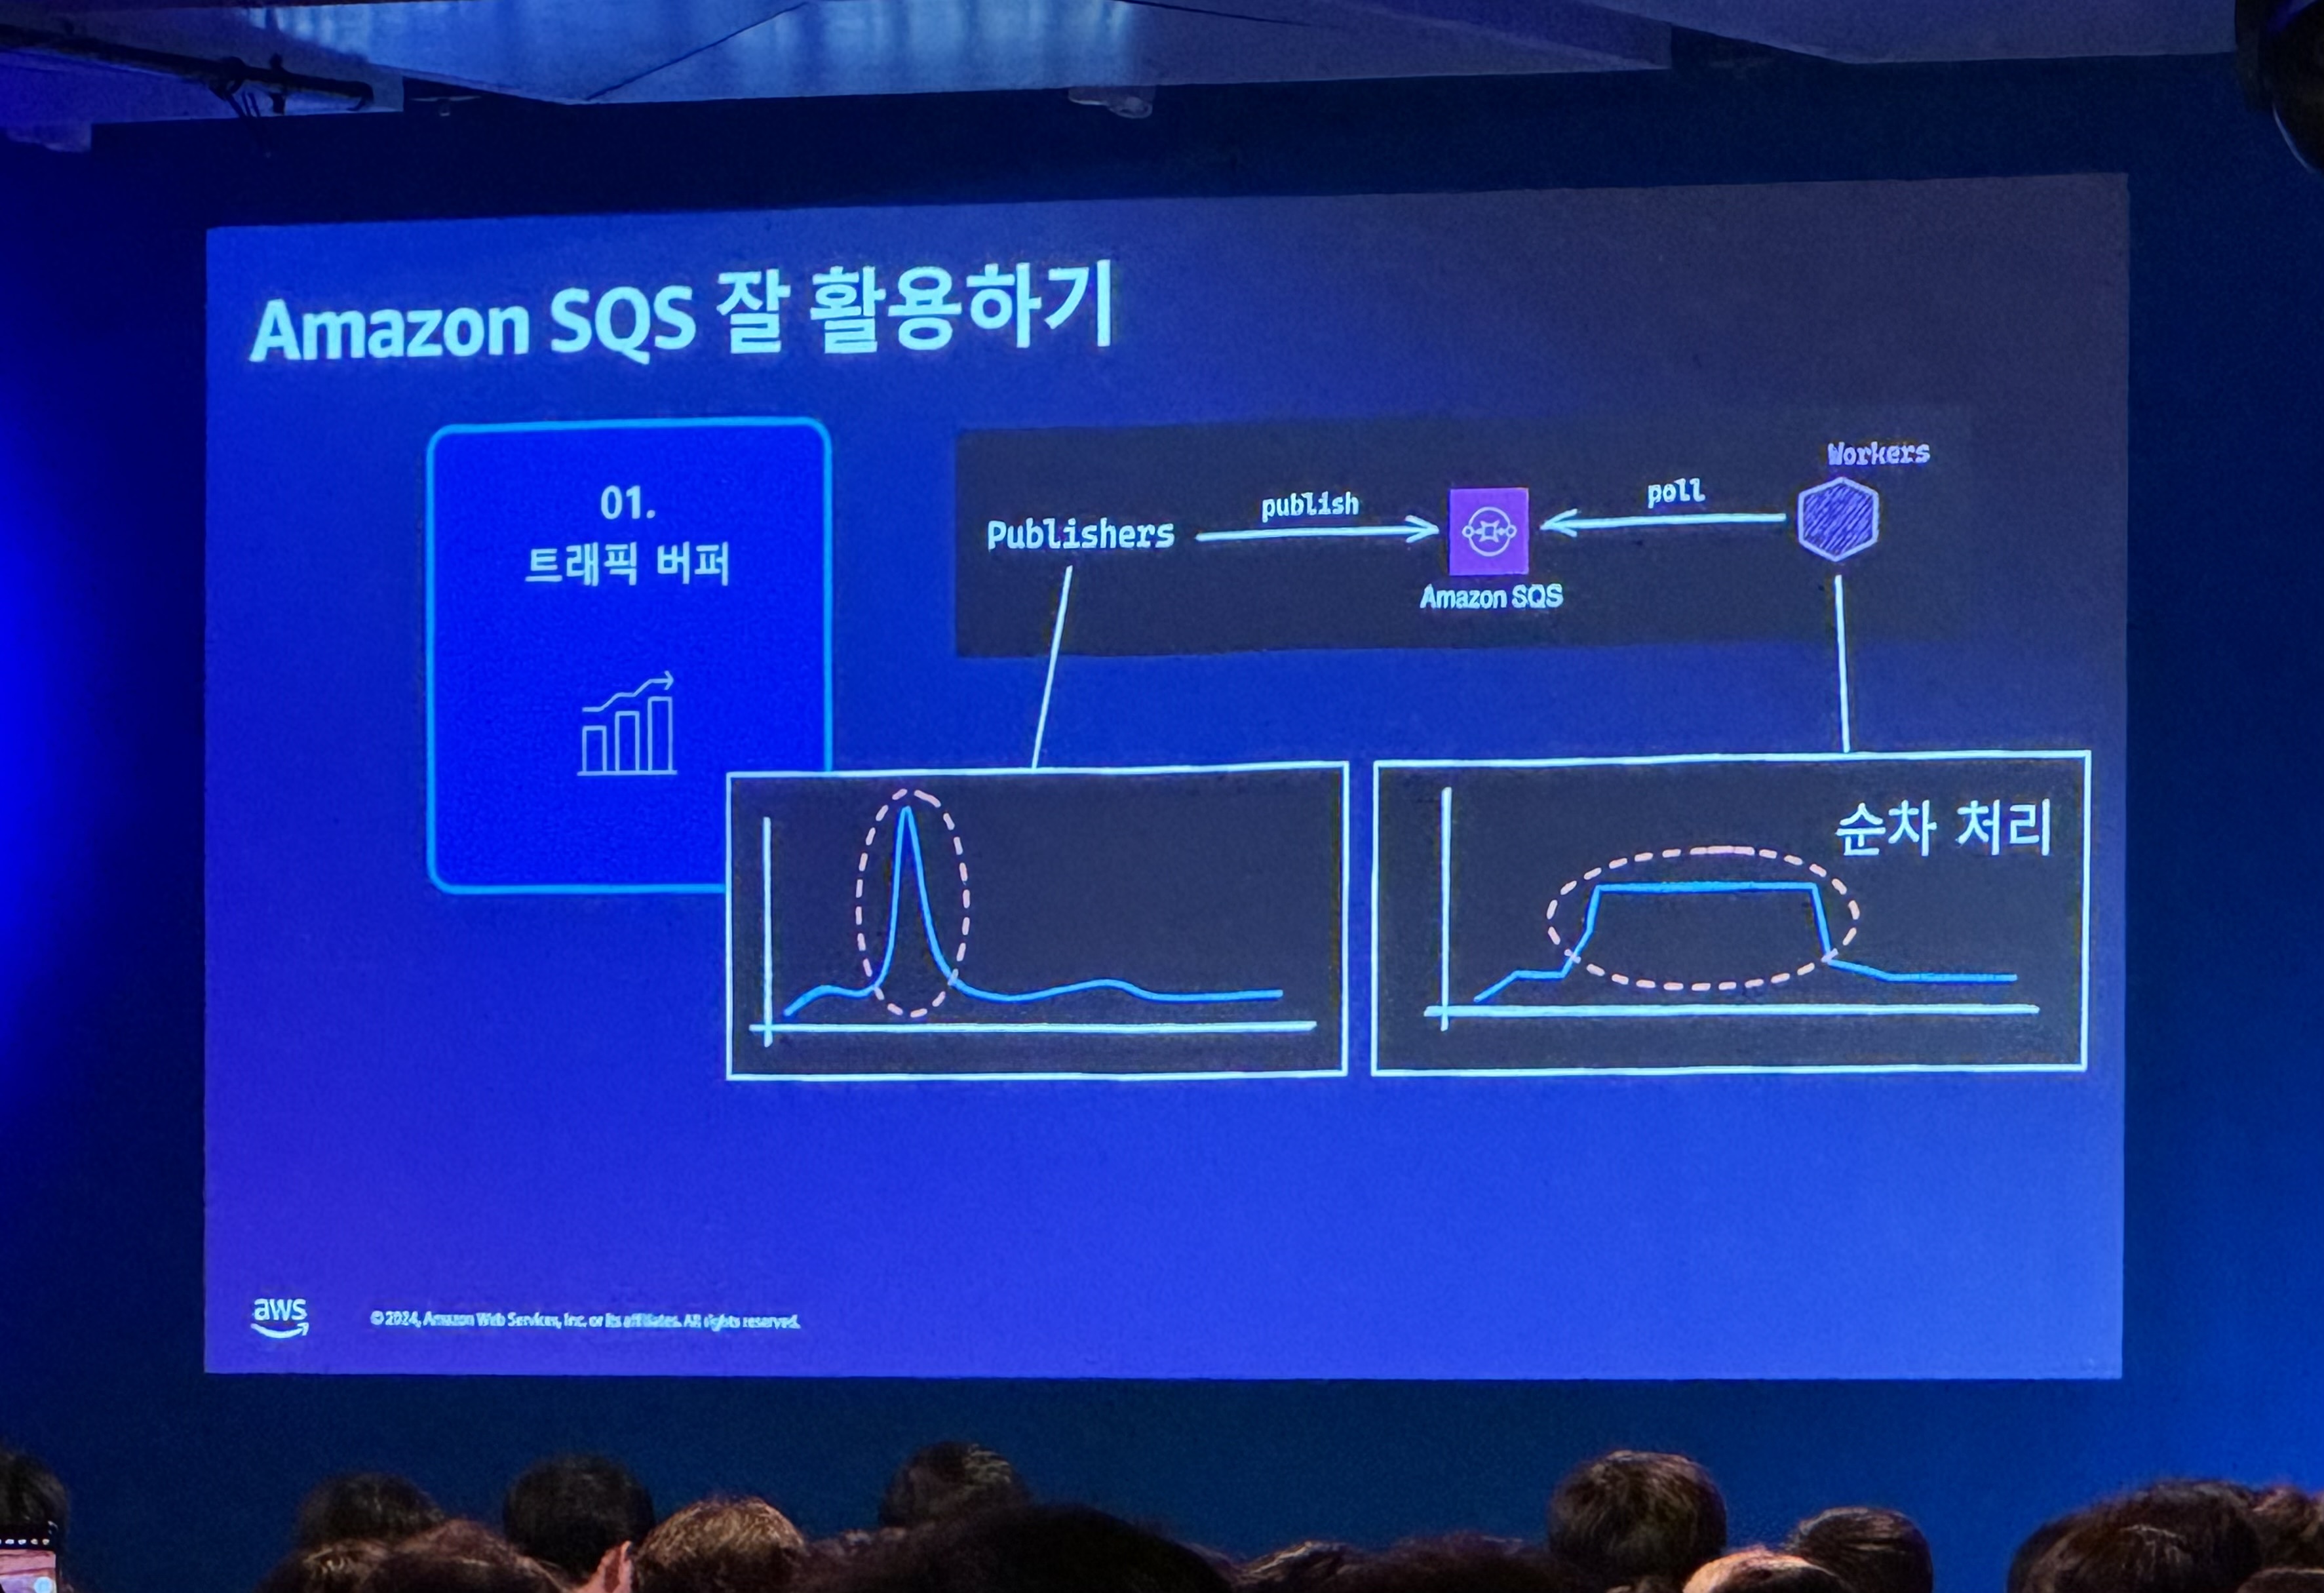 Amazon SQS 잘 활용하기
01.
트래픽 버퍼
Publishers
publish
Amazon SQS
poll
Workers
순차 처리
aws
© 2024, Amazon Web Services, Inc. or its affiliates. All rights reserved.